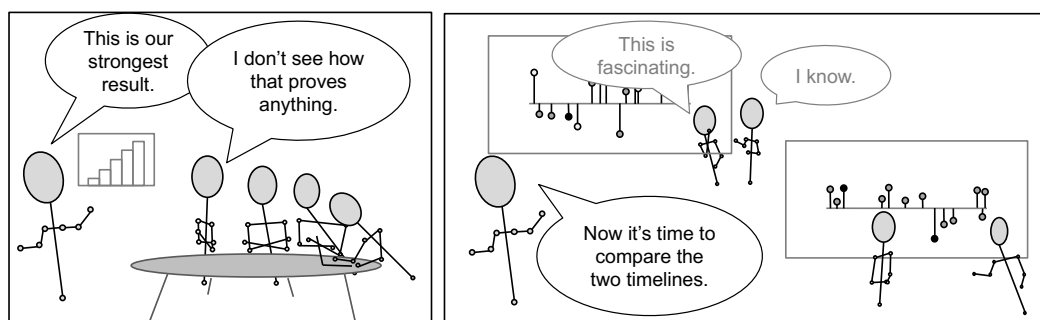 This is our
strongest
result.
I don’t see how
that proves
anything.
This is
fascinating.
I know.
Now it’s time to
compare the
two timelines.